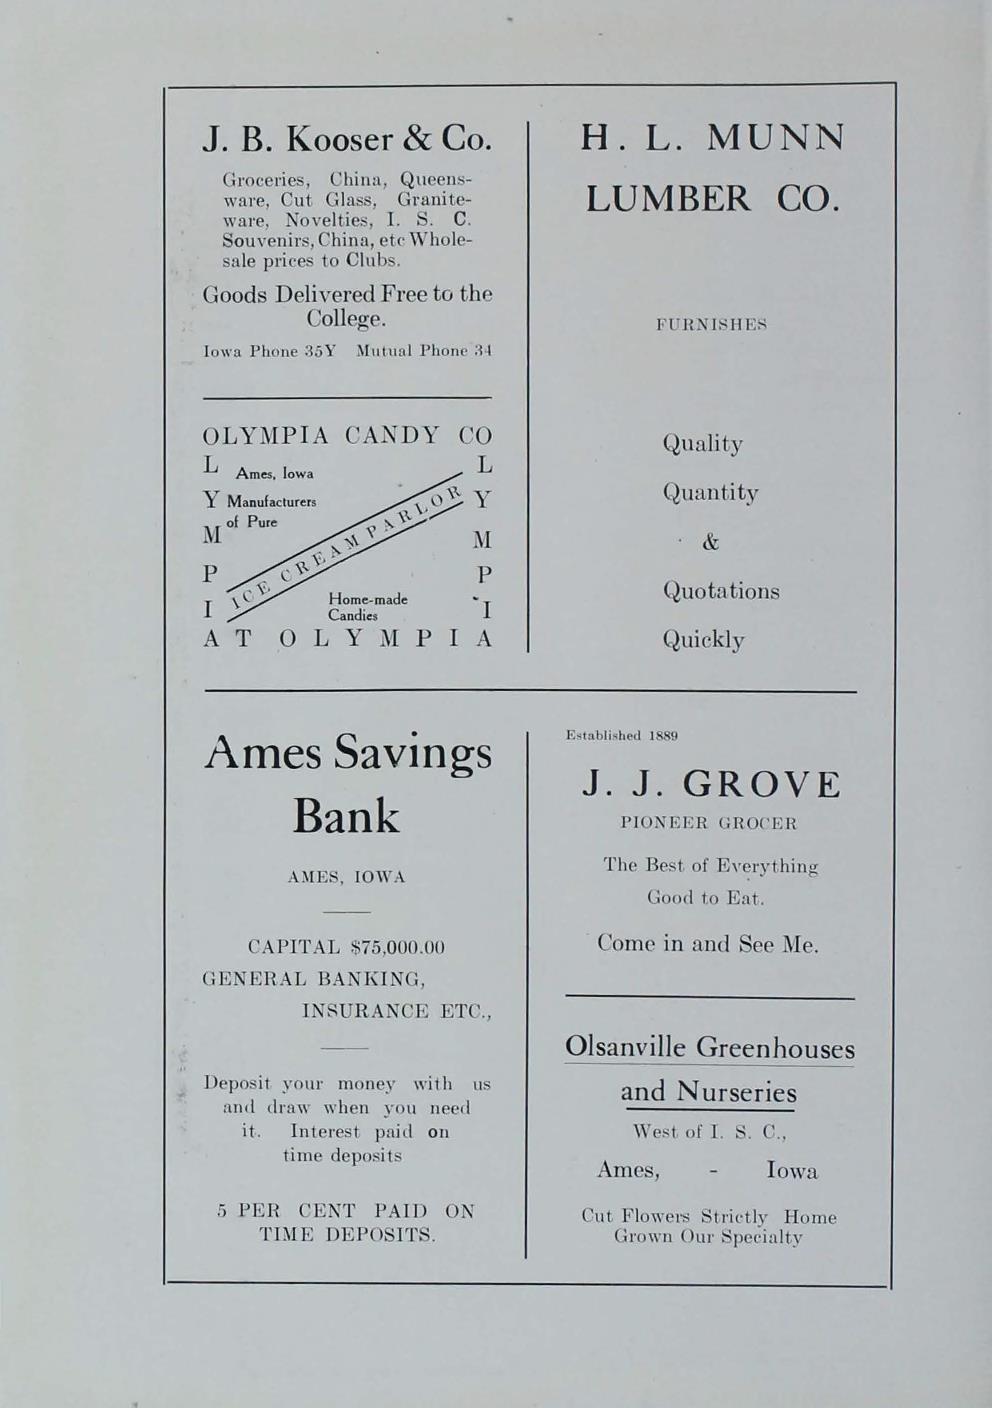 J. B. Kooser & Co.
Groceries, China, Queens-
ware, Cut Glass, Granite-
ware, Novelties, I. S. C.
Souvenirs, China, etc Whole-
sale prices to Clubs.
Goods Delivered Free to the
College.
Iowa Phone 35Y Mutual Phone 34
OLYMPIA CANDY CO
L Ames, Iowa L
Y Manufacturers Y
M of Pure M
ICE CREAM PARLOR
P P
I Home-made I
Candies
AT OLYMPIA
H. L. MUNN
LUMBER CO.
FURNISHES
Quality
Quantity
&
Quotations
Quickly
Ames Savings
Bank
AMES, IOWA
CAPITAL $75,000.00
GENERAL BANKING,
INSURANCE ETC.,
Deposit your money with us
and draw when you need
it. Interest paid on
time deposits
5 PER CENT PAID ON
TIME DEPOSITS.
Established 1889
J. J. GROVE
PIONEER GROCER
The Best of Everything
Good to Eat.
Come in and See Me.
Olsanville Greenhouses
and Nurseries
West of I. S. C.,
Ames, - Iowa
Cut Flowers Strictly Home
Grown Our Specialty